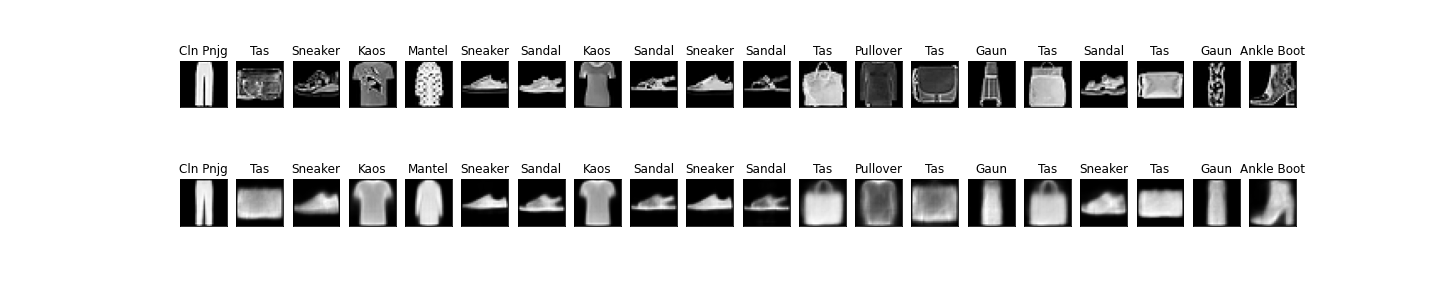 Cln Pnjg Tas Sneaker Kaos Mantel Sneaker Sandal Kaos Sandal Sneaker Sandal Tas Pullover Tas Gaun Tas Sandal Tas Gaun Ankle Boot
Cln Pnjg Tas Sneaker Kaos Mantel Sneaker Sandal Kaos Sandal Sneaker Sandal Tas Pullover Tas Gaun Tas Sneaker Tas Gaun Ankle Boot